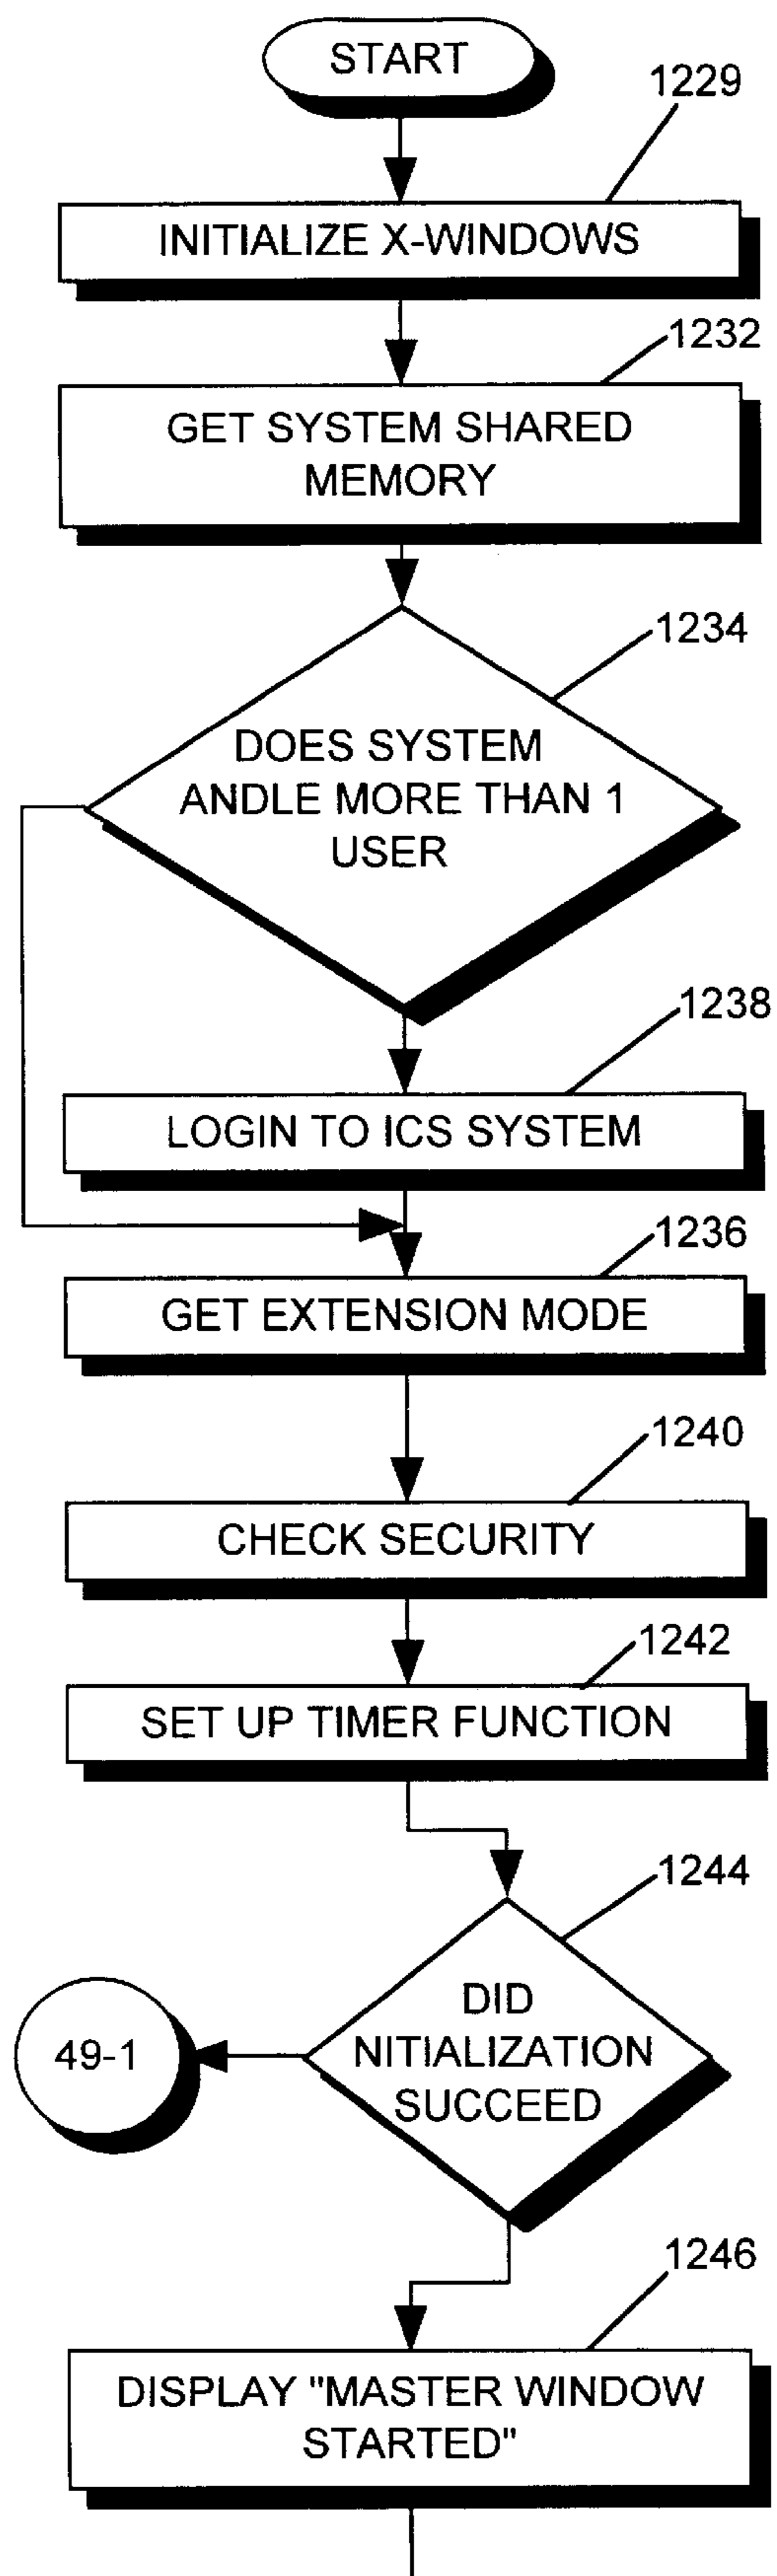 START
1229
INITIALIZE X-WINDOWS
1232
GET SYSTEM SHARED
MEMORY
1234
DOES SYSTEM
ANDLE MORE THAN 1
USER
1238
LOGIN TO ICS SYSTEM
1236
GET EXTENSION MODE
1240
CHECK SECURITY
1242
SET UP TIMER FUNCTION
1244
DID
NITIALIZATION
SUCCEED
49-1
1246
DISPLAY "MASTER WINDOW
STARTED"